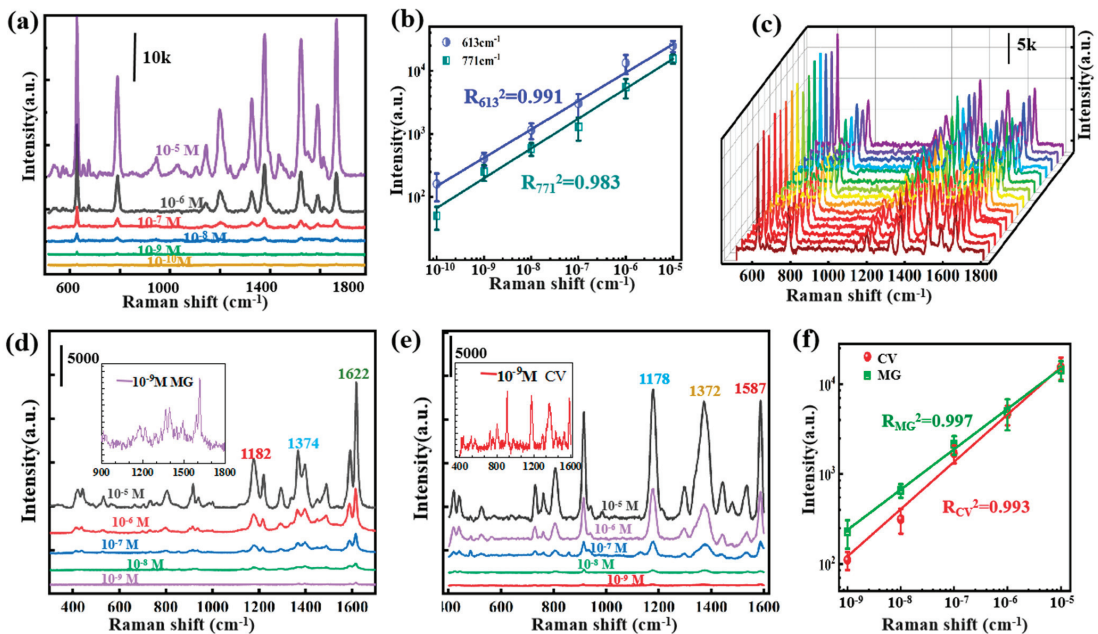 (a)
Intensity(a.u.)
10k
10-5 M
10-6 M
10-7 M
10-8 M
10-9 M
10-10M
600 800 1000 1200 1400 1600 1800
Raman shift (cm-1)
(b)
Intensity(a.u.)
613cm-1
771cm-1
R613²=0.991
R771²=0.983
10⁴
10³
10²
10-10 10-9 10-8 10-7 10-6 10-5
Raman shift (cm-1)
(c)
5k
Intensity(a.u.)
600 800 1000 1200 1400 1600 1800
Raman shift (cm-1)
(d)
Intensity(a.u.)
5000
10-9M MG
900 1200 1500 1800
1182
1374
1622
10-5 M
10-6 M
10-7 M
10-8 M
10-9 M
400 600 800 1000 1200 1400 1600
Raman shift (cm-1)
(e)
Intensity(a.u.)
5000
10-9M CV
400 800 1200 1600
1178
1372
1587
10-5 M
10-6 M
10-7 M
10-8 M
10-9 M
400 600 800 1000 1200 1400 1600
Raman shift (cm-1)
(f)
Intensity(a.u.)
CV
MG
RMG²=0.997
RCV²=0.993
10⁴
10³
10²
10-9 10-8 10-7 10-6 10-5
Raman shift (cm-1)